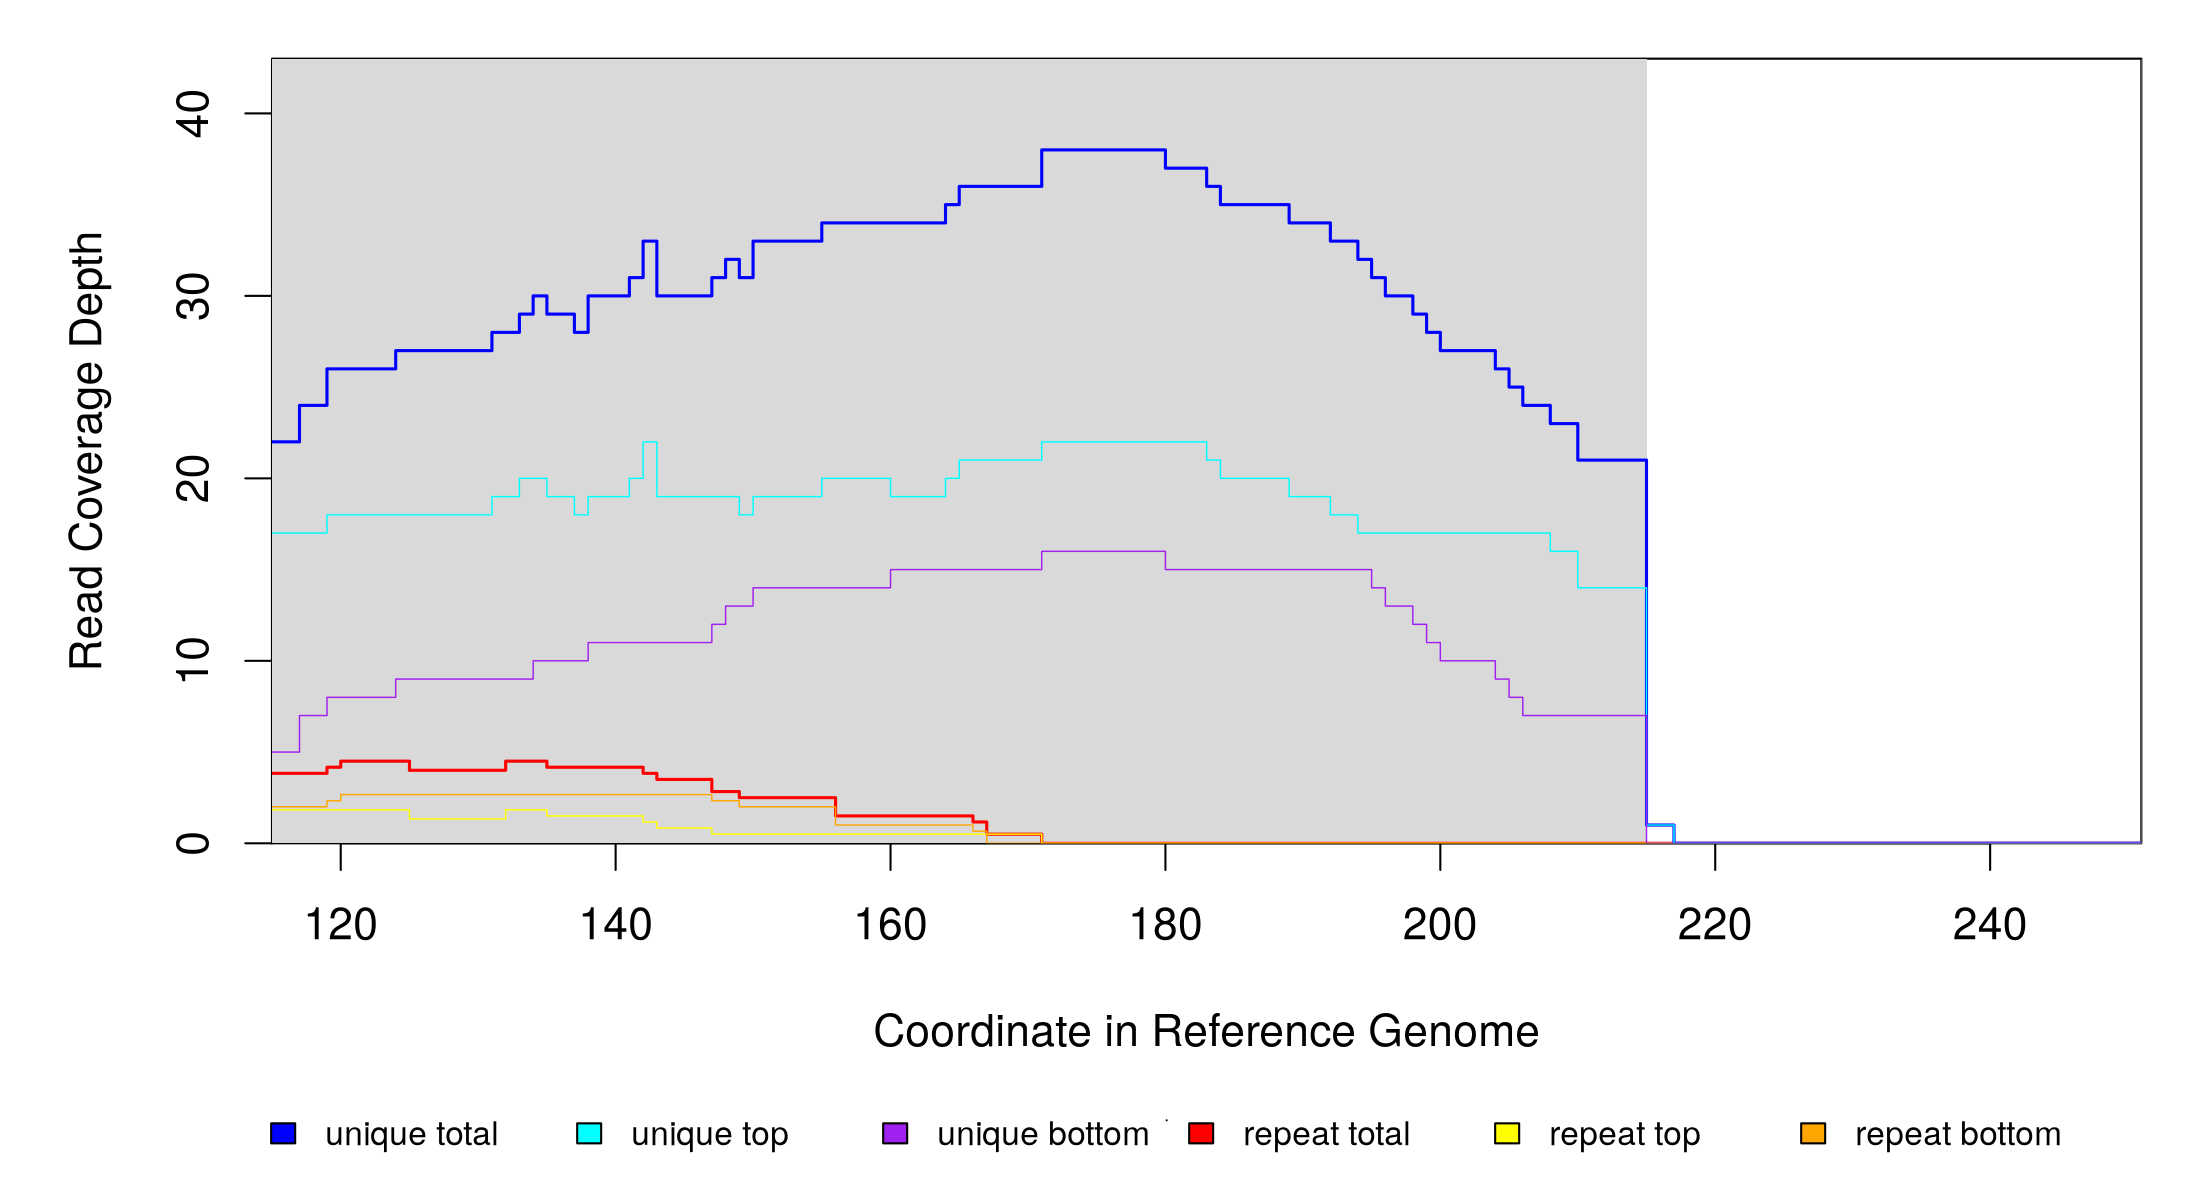 40
30
20
10
0
Read Coverage Depth
120 140 160 180 200 220 240
Coordinate in Reference Genome
unique total unique top unique bottom repeat total repeat top repeat bottom